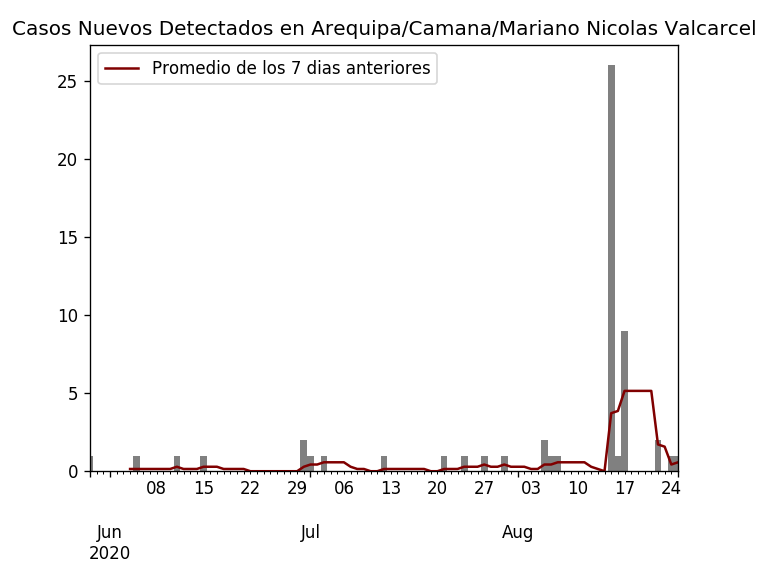 Casos Nuevos Detectados en Arequipa/Camana/Mariano Nicolas Valcarcel
Promedio de los 7 dias anteriores
25
20
15
10
5
0
08 15 22 29 06 13 20 27 03 10 17 24
Jun Jul Aug
2020